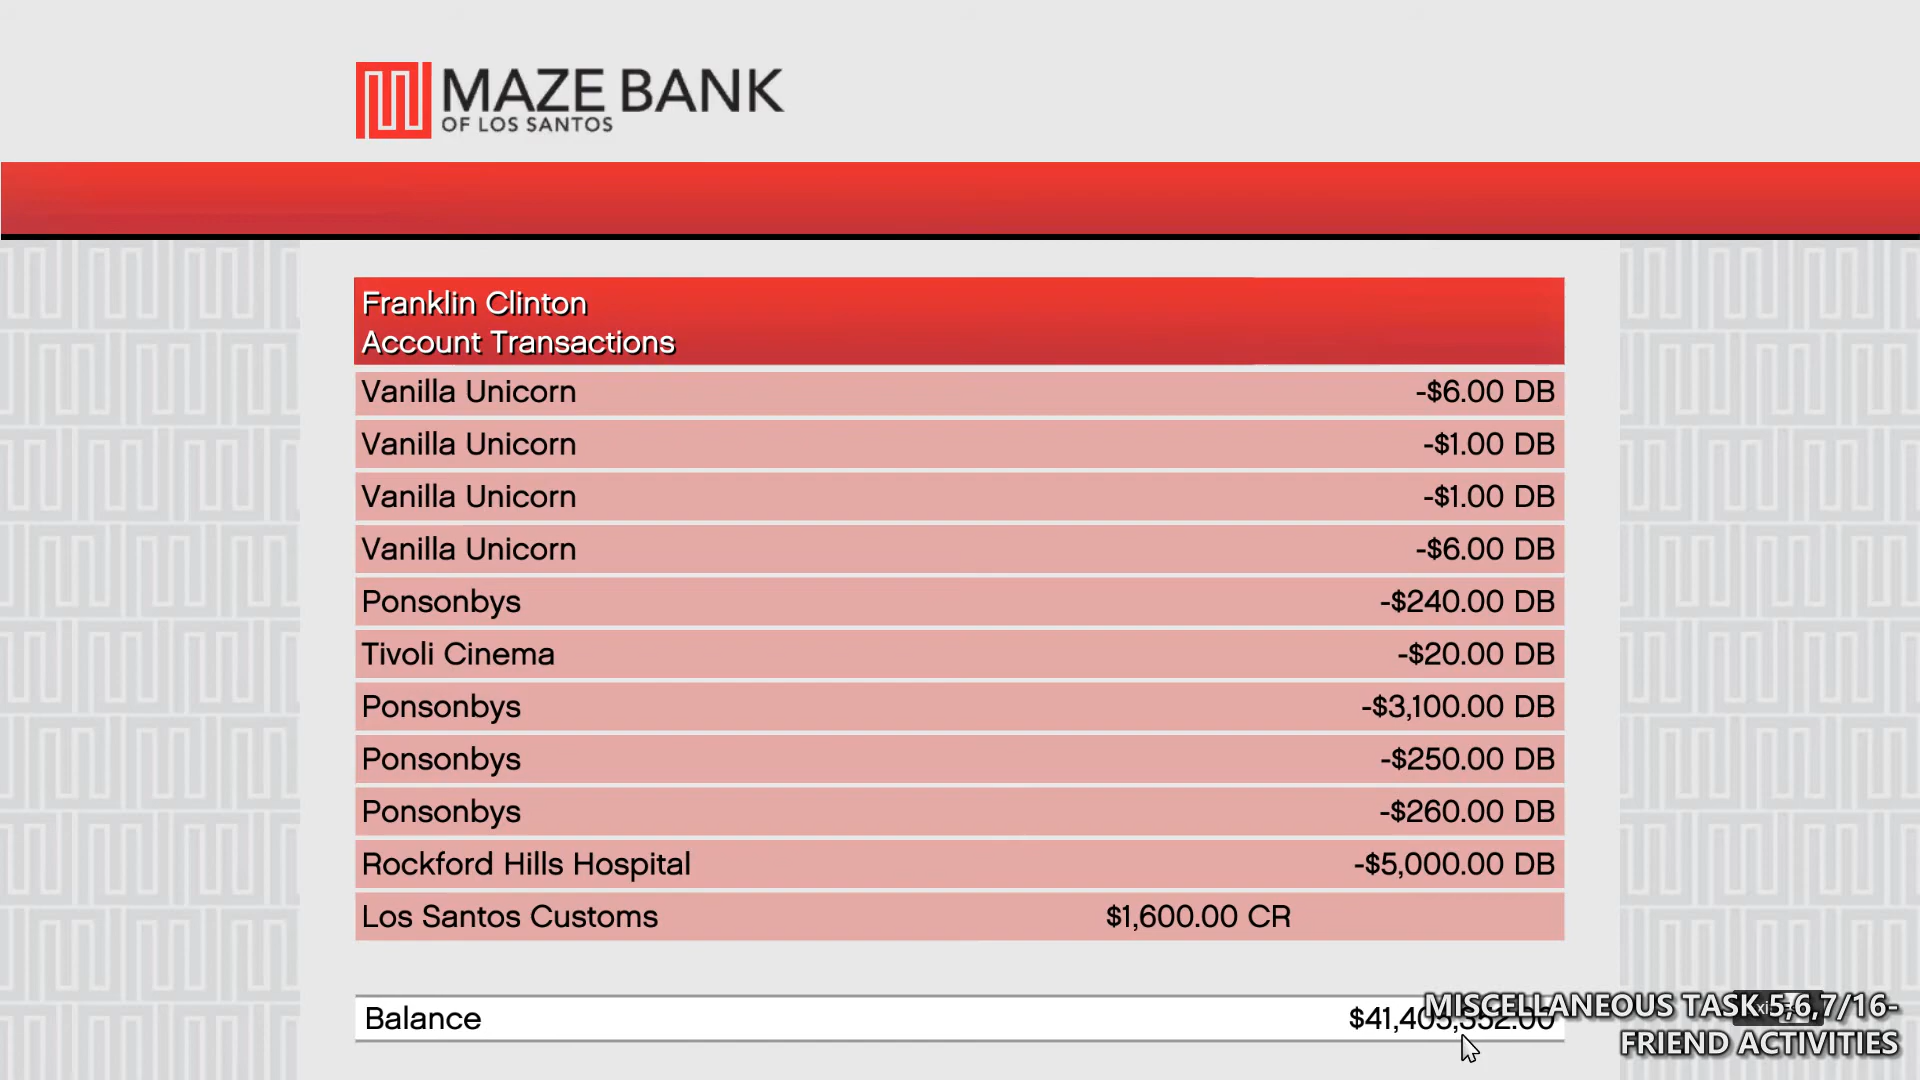 MAZE BANK
OF LOS SANTOS
Franklin Clinton
Account Transactions
Vanilla Unicorn -$6.00 DB
Vanilla Unicorn -$1.00 DB
Vanilla Unicorn -$1.00 DB
Vanilla Unicorn -$6.00 DB
Ponsonbys -$240.00 DB
Tivoli Cinema -$20.00 DB
Ponsonbys -$3,100.00 DB
Ponsonbys -$250.00 DB
Ponsonbys -$260.00 DB
Rockford Hills Hospital -$5,000.00 DB
Los Santos Customs $1,600.00 CR
Balance
MISCELLANEOUS TASK 5,6,7/16-
FRIEND ACTIVITIES